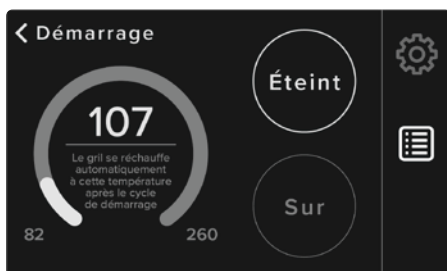 Démarrage
107
Le gril se réchauffe
automatiquement
à cette température
après le cycle
de démarrage
82
260
Éteint
Sur